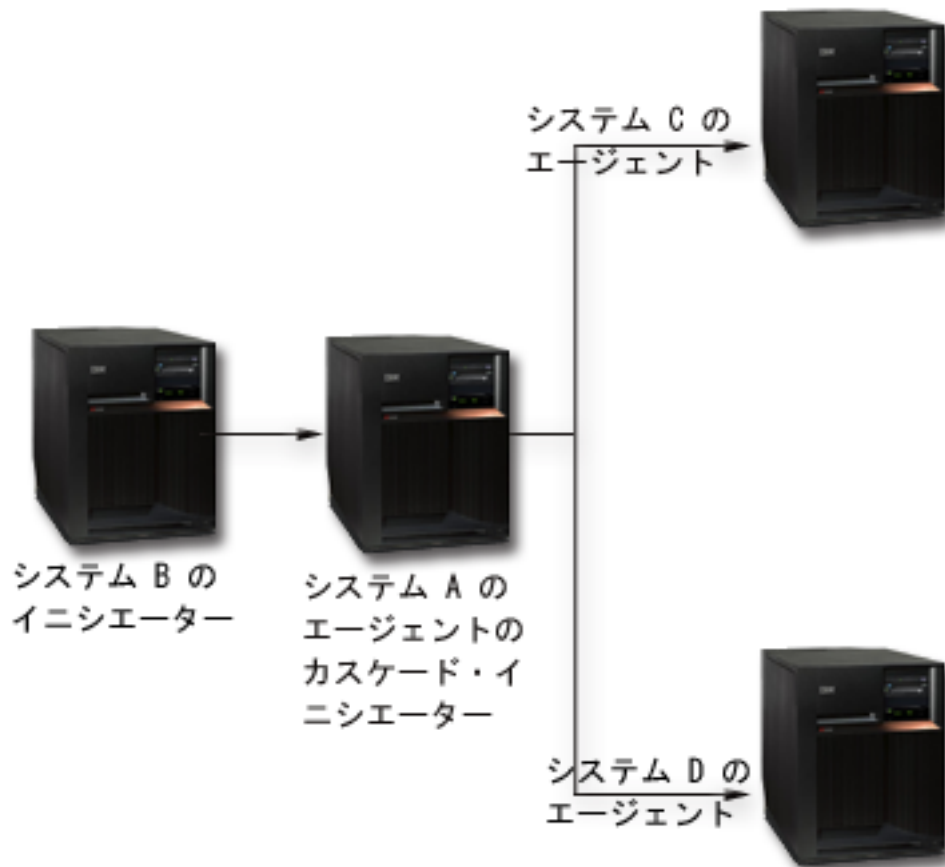 システム C の
エージェント
システム B の
イニシエーター
システム A の
エージェントの
カスケード・イ
ニシエーター
システム D の
エージェント